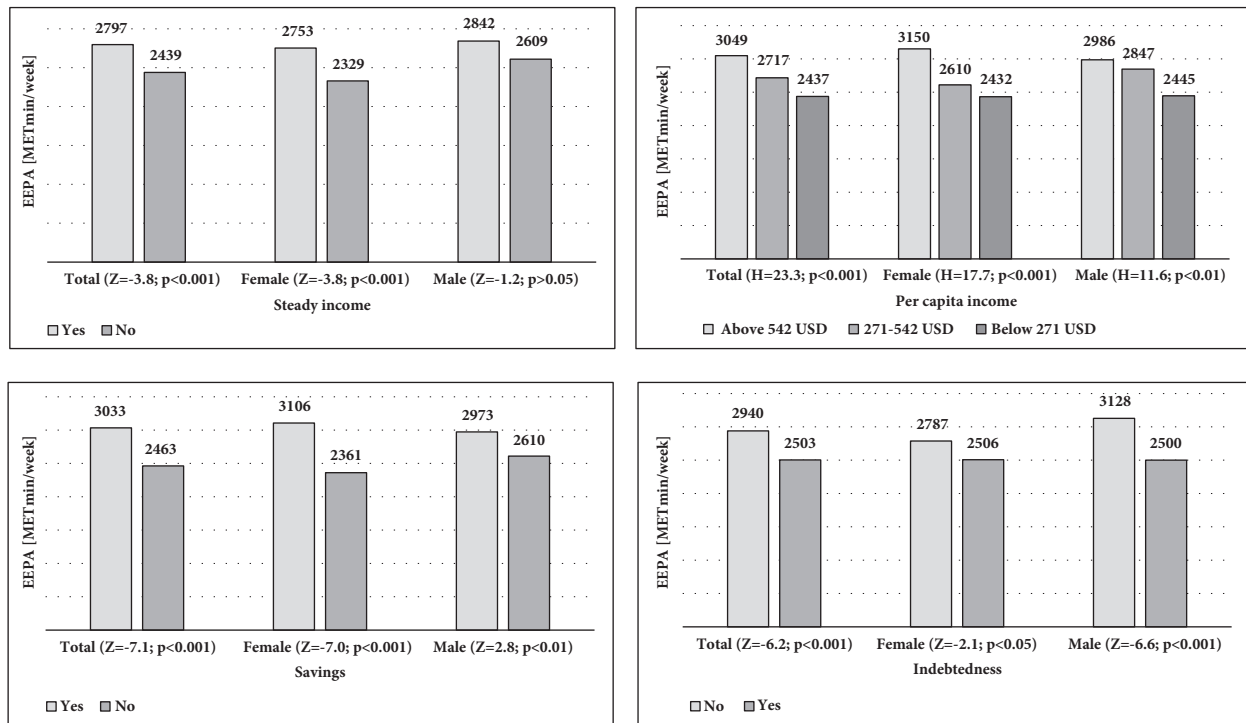 2797
2439
2753
2329
2842
2609
EEPA [METmin/week]
Total (Z=-3.8; p<0.001)
Female (Z=-3.8; p<0.001)
Male (Z=-1.2; p>0.05)
Steady income
Yes
No
3049
2717
2437
3150
2610
2432
2986
2847
2445
EEPA [METmin/week]
Total (H=23.3; p<0.001)
Female (H=17.7; p<0.001)
Male (H=11.6; p<0.01)
Per capita income
Above 542 USD
271-542 USD
Below 271 USD
3033
2463
3106
2361
2973
2610
EEPA [METmin/week]
Total (Z=-7.1; p<0.001)
Female (Z=-7.0; p<0.001)
Male (Z=2.8; p<0.01)
Savings
Yes
No
2940
2503
2787
2506
3128
2500
EEPA [METmin/week]
Total (Z=-6.2; p<0.001)
Female (Z=-2.1; p<0.05)
Male (Z=-6.6; p<0.001)
Indebtedness
No
Yes